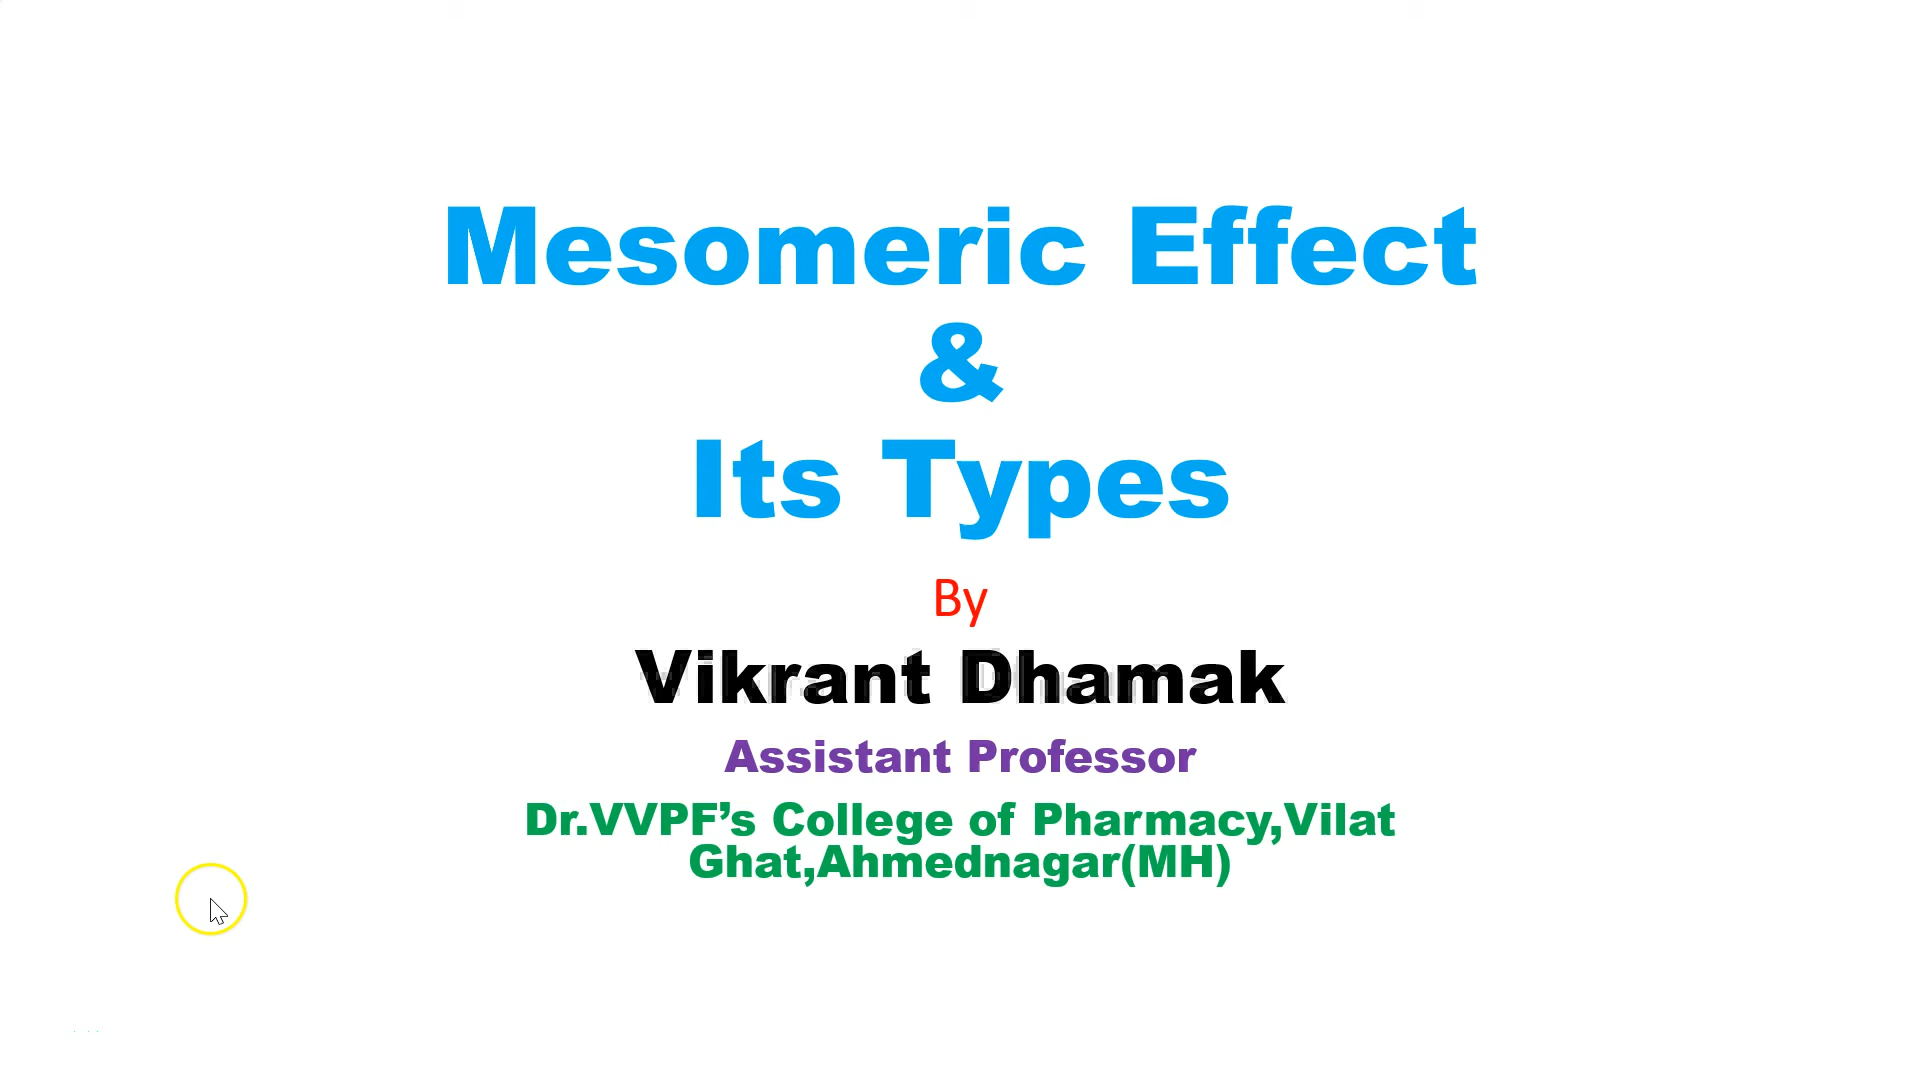 Mesomeric Effect
&
Its Types
By
Vikrant Dhamak
Assistant Professor
Dr.VVPF’s College of Pharmacy,Vilat
Ghat,Ahmednagar(MH)